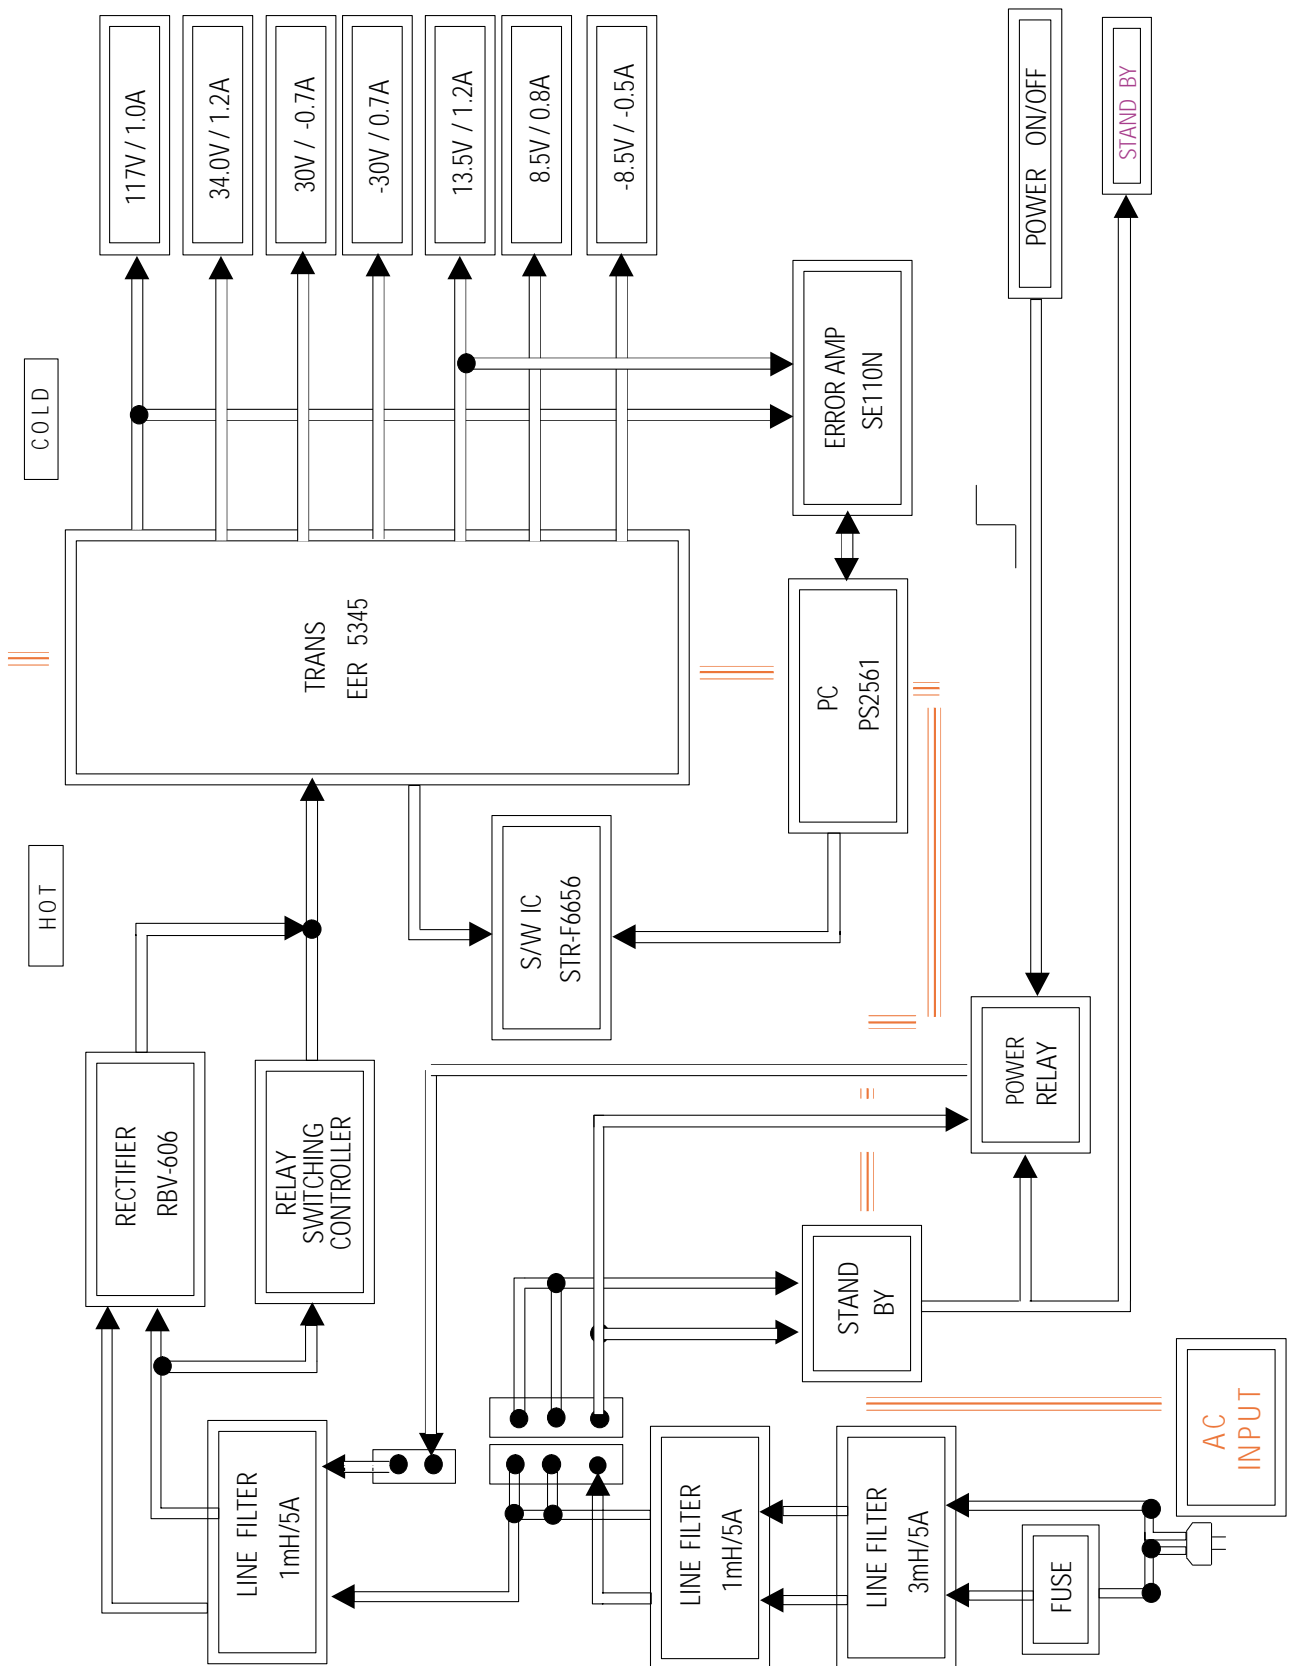 117V / 1.0A
34.0V / 1.2A
30V / -0.7A
-30V / 0.7A
13.5V / 1.2A
8.5V / 0.8A
-8.5V / -0.5A
POWER ON/OFF
STAND BY
COLD
ERROR AMP
SE110N
TRANS
EER 5345
PC
PS2561
HOT
S/W IC
STR-F6656
RECTIFIER
RBV-606
RELAY
SWITCHING
CONTROLLER
POWER
RELAY
STAND
BY
LINE FILTER
1mH/5A
LINE FILTER
1mH/5A
LINE FILTER
3mH/5A
FUSE
AC
INPUT